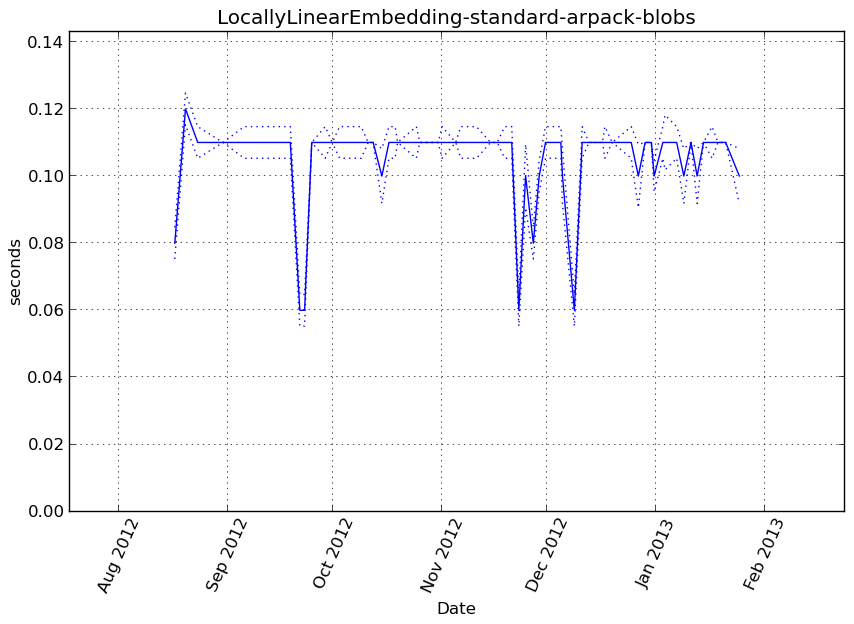 LocallyLinearEmbedding-standard-arpack-blobs
0.14
0.12
0.10
0.08
0.06
0.04
0.02
0.00
seconds
Aug 2012
Sep 2012
Oct 2012
Nov 2012
Dec 2012
Jan 2013
Feb 2013
Date